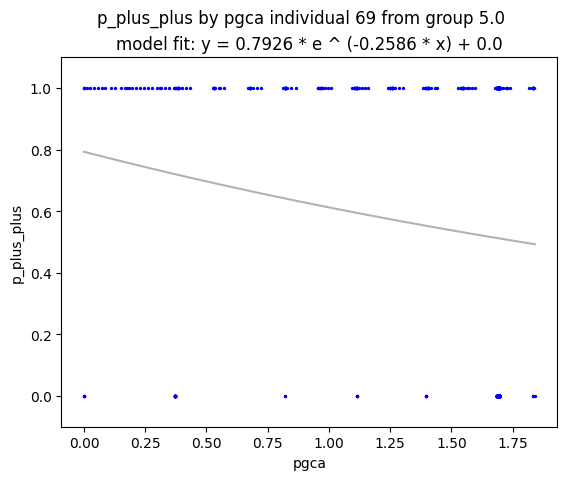 p_plus_plus by pgca individual 69 from group 5.0
model fit: y = 0.7926 * e ^ (-0.2586 * x) + 0.0
1.0
0.8
0.6
0.4
0.2
0.0
p_plus_plus
0.00 0.25 0.50 0.75 1.00 1.25 1.50 1.75
pgca